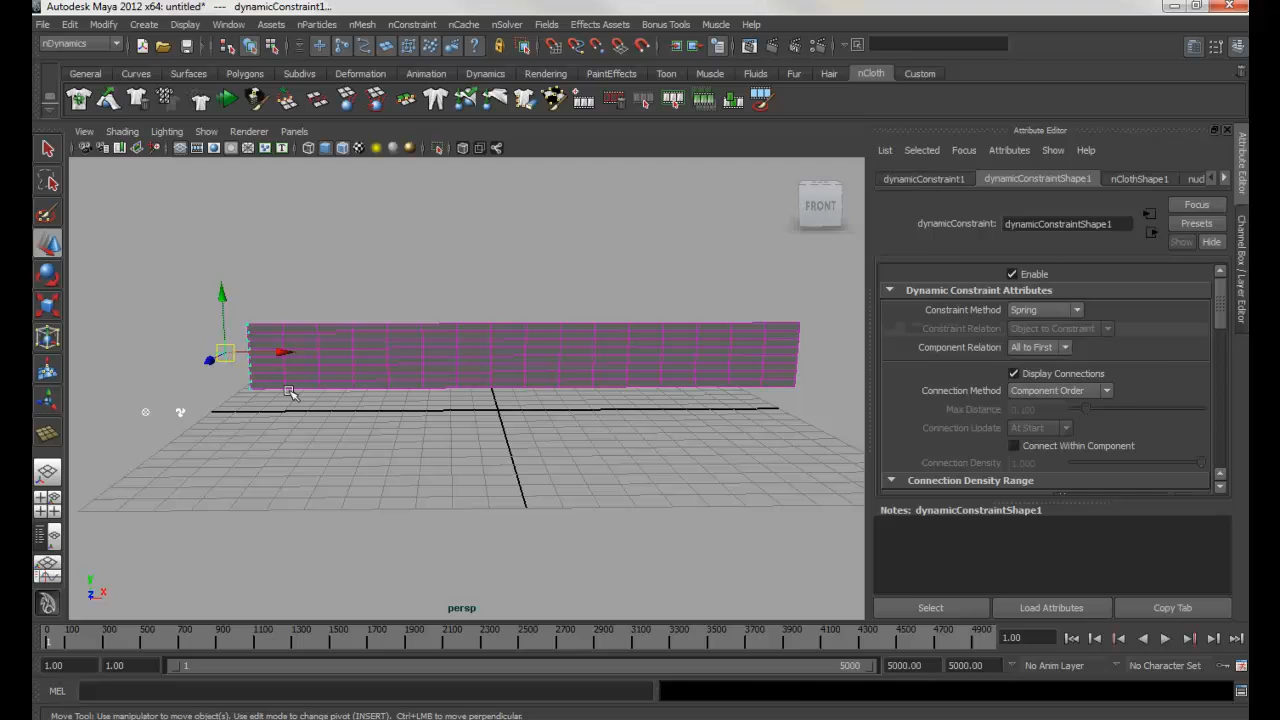 Autodesk Maya 2012 x64: untitled* --- dynamicConstraint1...
File Edit Modify Create Display Window Assets nParticles nMesh nConstraint nCache nSolver Fields Effects Assets Bonus Tools Muscle Help
nDynamics
General Curves Surfaces Polygons Subdivs Deformation Animation Dynamics Rendering PaintEffects Toon Muscle Fluids Fur Hair nCloth Custom
View Shading Lighting Show Renderer Panels
Attribute Editor
List Selected Focus Attributes Show Help
dynamicConstraint1 dynamicConstraintShape1 nClothShape1 nud
Focus
dynamicConstraint: dynamicConstraintShape1 Presets
Show Hide
Enable
Dynamic Constraint Attributes
Constraint Method Spring
Constraint Relation Object to Constraint
Component Relation All to First
Display Connections
Connection Method Component Order
Max Distance 0.100
Connection Update At Start
Connect Within Component
Connection Density 1.000
Connection Density Range
Notes: dynamicConstraintShape1
Select Load Attributes Copy Tab
Attribute Editor
Channel Box / Layer Editor
FRONT
y
z x
persp
0 100 300 500 700 900 1100 1300 1500 1700 1900 2100 2300 2500 2700 2900 3100 3300 3500 3700 3900 4100 4300 4500 4700 4900
1 1.00
1.00 1.00 1 5000 5000.00 5000.00 No Anim Layer No Character Set
MEL
Move Tool: Use manipulator to move object(s). Use edit mode to change pivot (INSERT). Ctrl+LMB to move perpendicular.